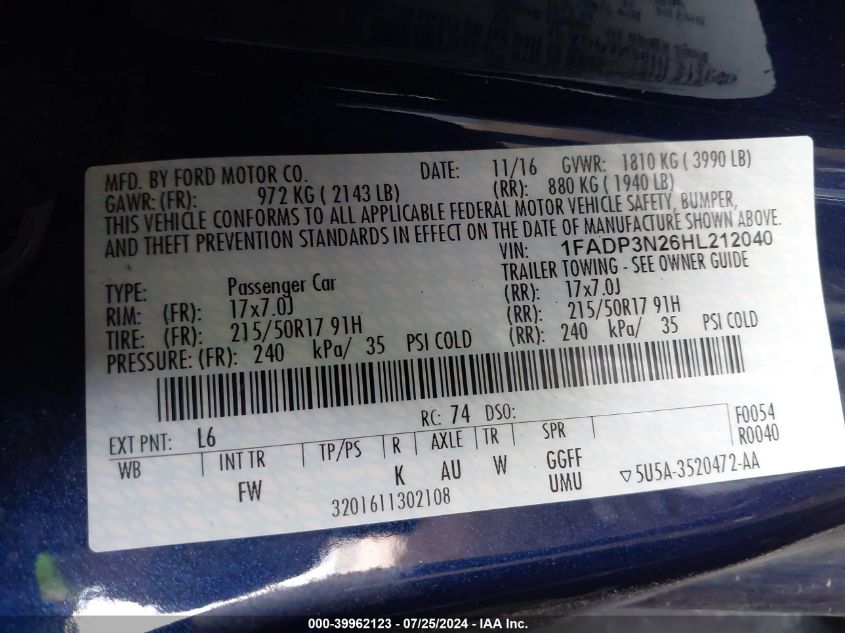 MFD. BY FORD MOTOR CO. DATE: 11/16 GVWR: 1810 KG ( 3990 LB)
GAWR: (FR): 972 KG ( 2143 LB) (RR): 880 KG ( 1940 LB)
THIS VEHICLE CONFORMS TO ALL APPLICABLE FEDERAL MOTOR VEHICLE SAFETY, BUMPER,
AND THEFT PREVENTION STANDARDS IN EFFECT ON THE DATE OF MANUFACTURE SHOWN ABOVE.
VIN: 1FADP3N26HL212040
TYPE: Passenger Car TRAILER TOWING - SEE OWNER GUIDE
RIM: (FR): 17x7.0J (RR): 17x7.0J
TIRE: (FR): 215/50R17 91H (RR): 215/50R17 91H
PRESSURE: (FR): 240 kPa/ 35 PSI COLD (RR): 240 kPa/ 35 PSI COLD
EXT PNT: L6 RC: 74 DSO: F0054
WB INT TR TP/PS R AXLE TR SPR R0040
FW K AU W GGFF
UMU
3201611302108 ▽5U5A-3520472-AA
000-39962123 - 07/25/2024 - IAA Inc.